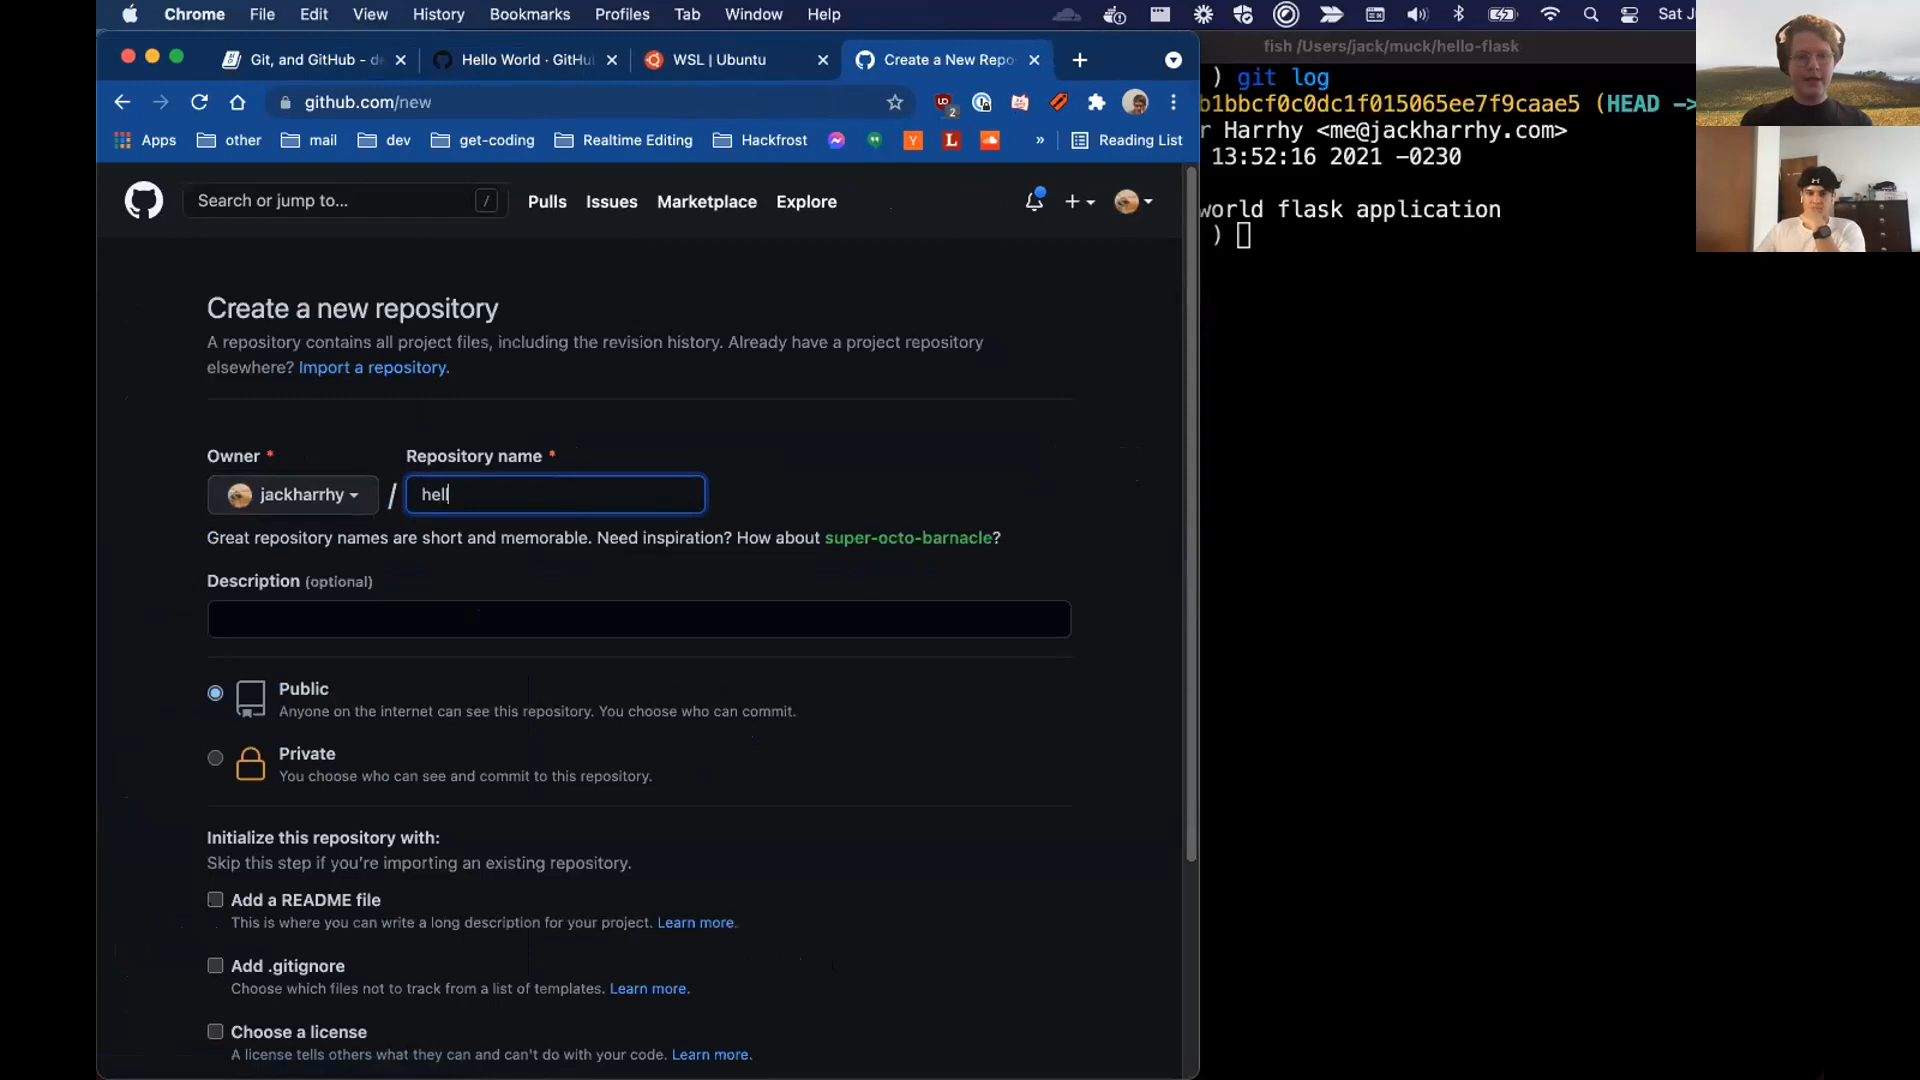 Chrome File Edit View History Bookmarks Profiles Tab Window Help Sat J
Git, and GitHub - de
Hello World · GitHu
WSL | Ubuntu
Create a New Repo
github.com/new
2
Apps other mail dev get-coding Realtime Editing Hackfrost Y L » Reading List
Search or jump to... /
Pulls Issues Marketplace Explore
Create a new repository
A repository contains all project files, including the revision history. Already have a project repository
elsewhere? Import a repository.
Owner * Repository name *
jackharrhy / hell
Great repository names are short and memorable. Need inspiration? How about super-octo-barnacle?
Description (optional)
Public
Anyone on the internet can see this repository. You choose who can commit.
Private
You choose who can see and commit to this repository.
Initialize this repository with:
Skip this step if you're importing an existing repository.
Add a README file
This is where you can write a long description for your project. Learn more.
Add .gitignore
Choose which files not to track from a list of templates. Learn more.
Choose a license
A license tells others what they can and can't do with your code. Learn more.
fish /Users/jack/muck/hello-flask
) git log
b1bbcf0c0dc1f015065ee7f9caae5 (HEAD ->
r Harrhy <me@jackharrhy.com>
13:52:16 2021 -0230
world flask application
)